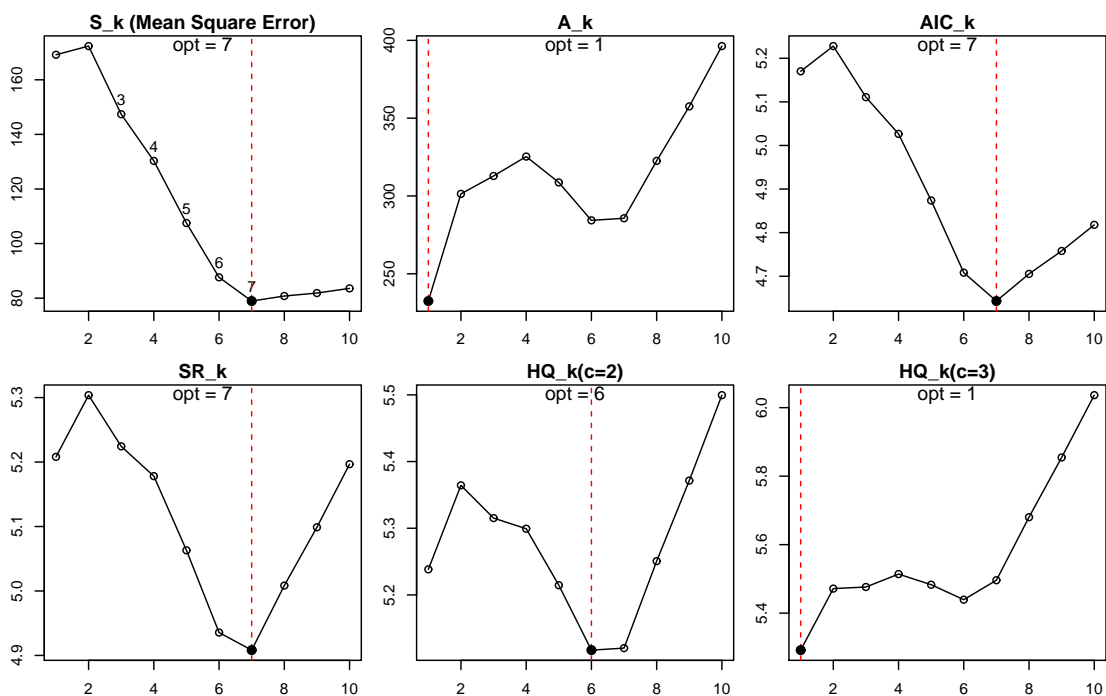 S_k (Mean Square Error)
opt = 7
160
140
120
100
80
3
4
5
6
7
2 4 6 8 10
A_k
opt = 1
400
350
300
250
2 4 6 8 10
AIC_k
opt = 7
5.2
5.1
5.0
4.9
4.8
4.7
2 4 6 8 10
SR_k
opt = 7
5.3
5.2
5.1
5.0
4.9
2 4 6 8 10
HQ_k(c=2)
opt = 6
5.5
5.4
5.3
5.2
2 4 6 8 10
HQ_k(c=3)
opt = 1
6.0
5.8
5.6
5.4
2 4 6 8 10